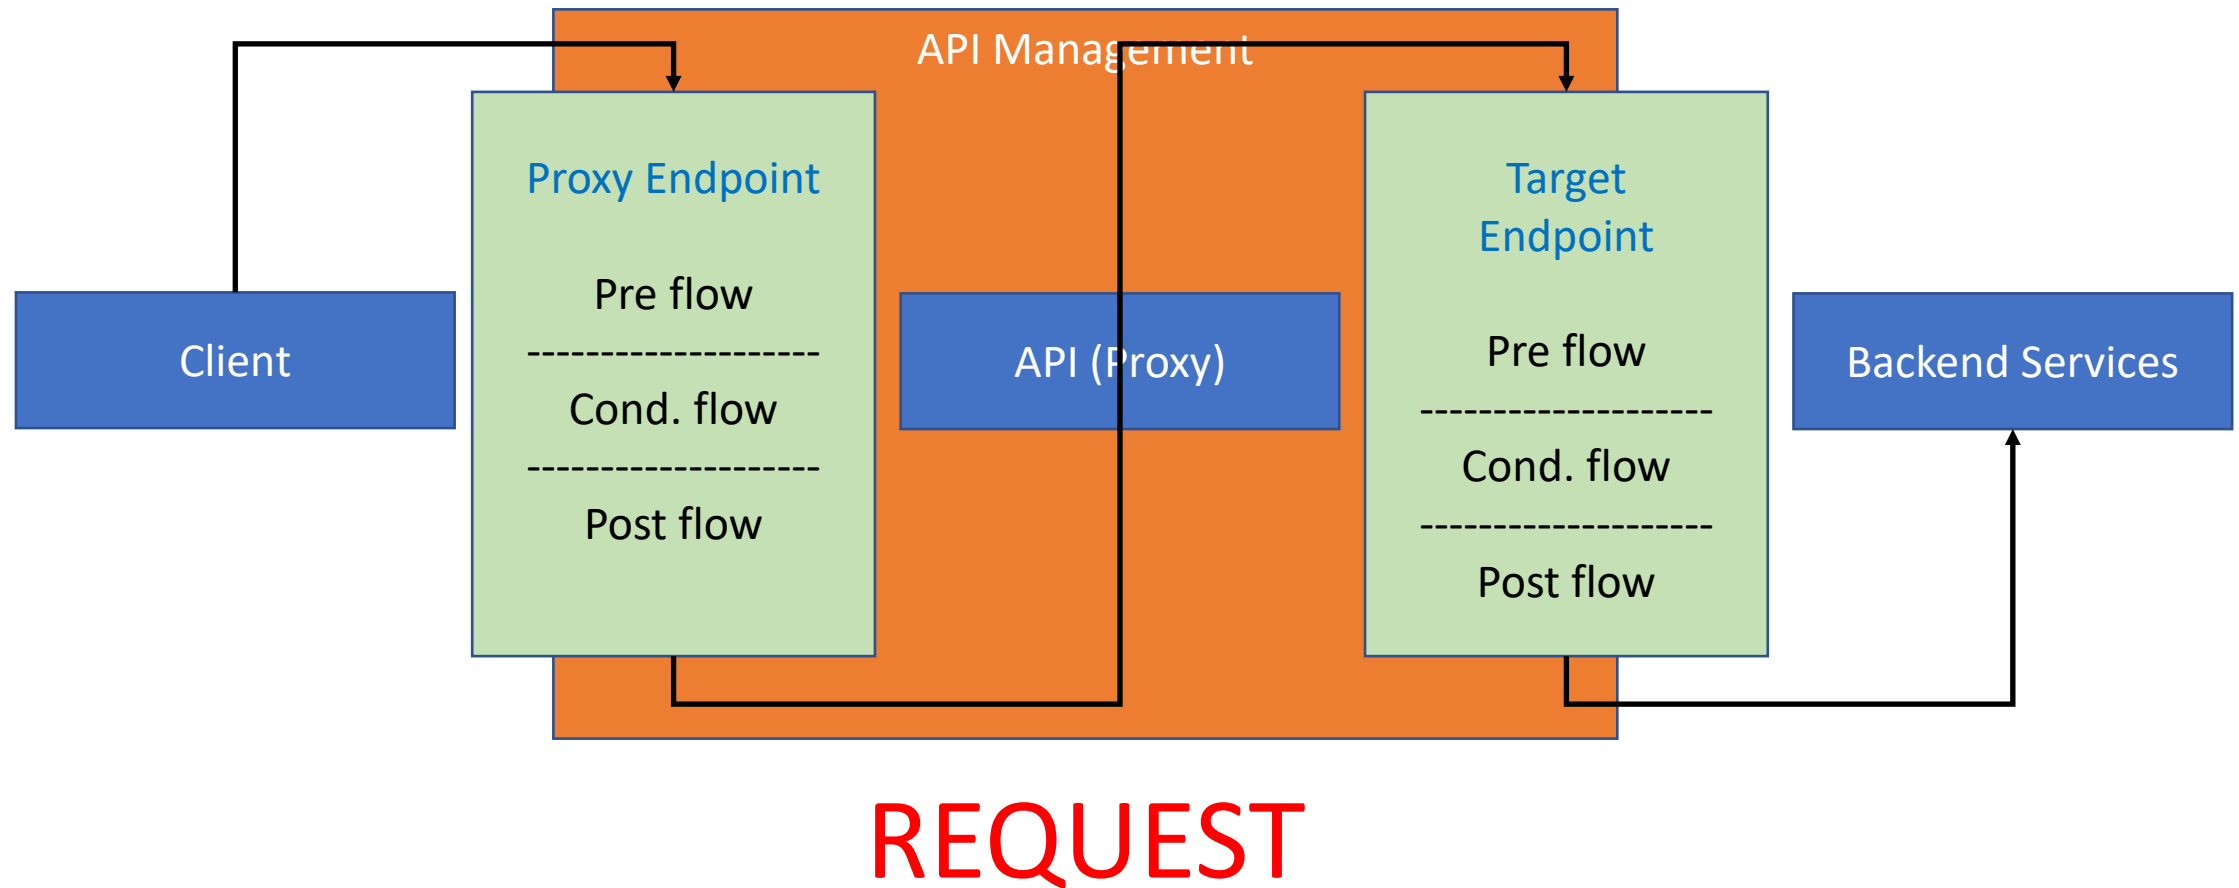 API Management
Proxy Endpoint
Pre flow
--------------------
Cond. flow
--------------------
Post flow
Target
Endpoint
Pre flow
--------------------
Cond. flow
--------------------
Post flow
Client
API (Proxy)
Backend Services
REQUEST